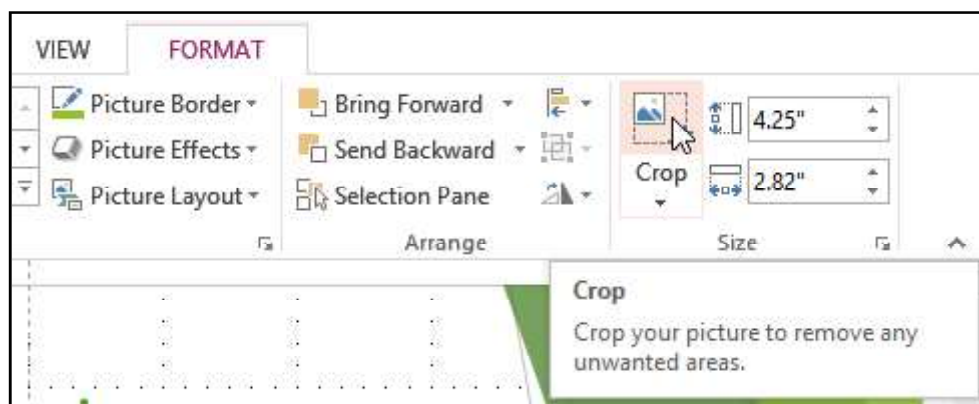 VIEW FORMAT
Picture Border Bring Forward 4.25"
Picture Effects Send Backward
Picture Layout Selection Pane Crop 2.82"
Arrange Size
Crop
Crop your picture to remove any
unwanted areas.